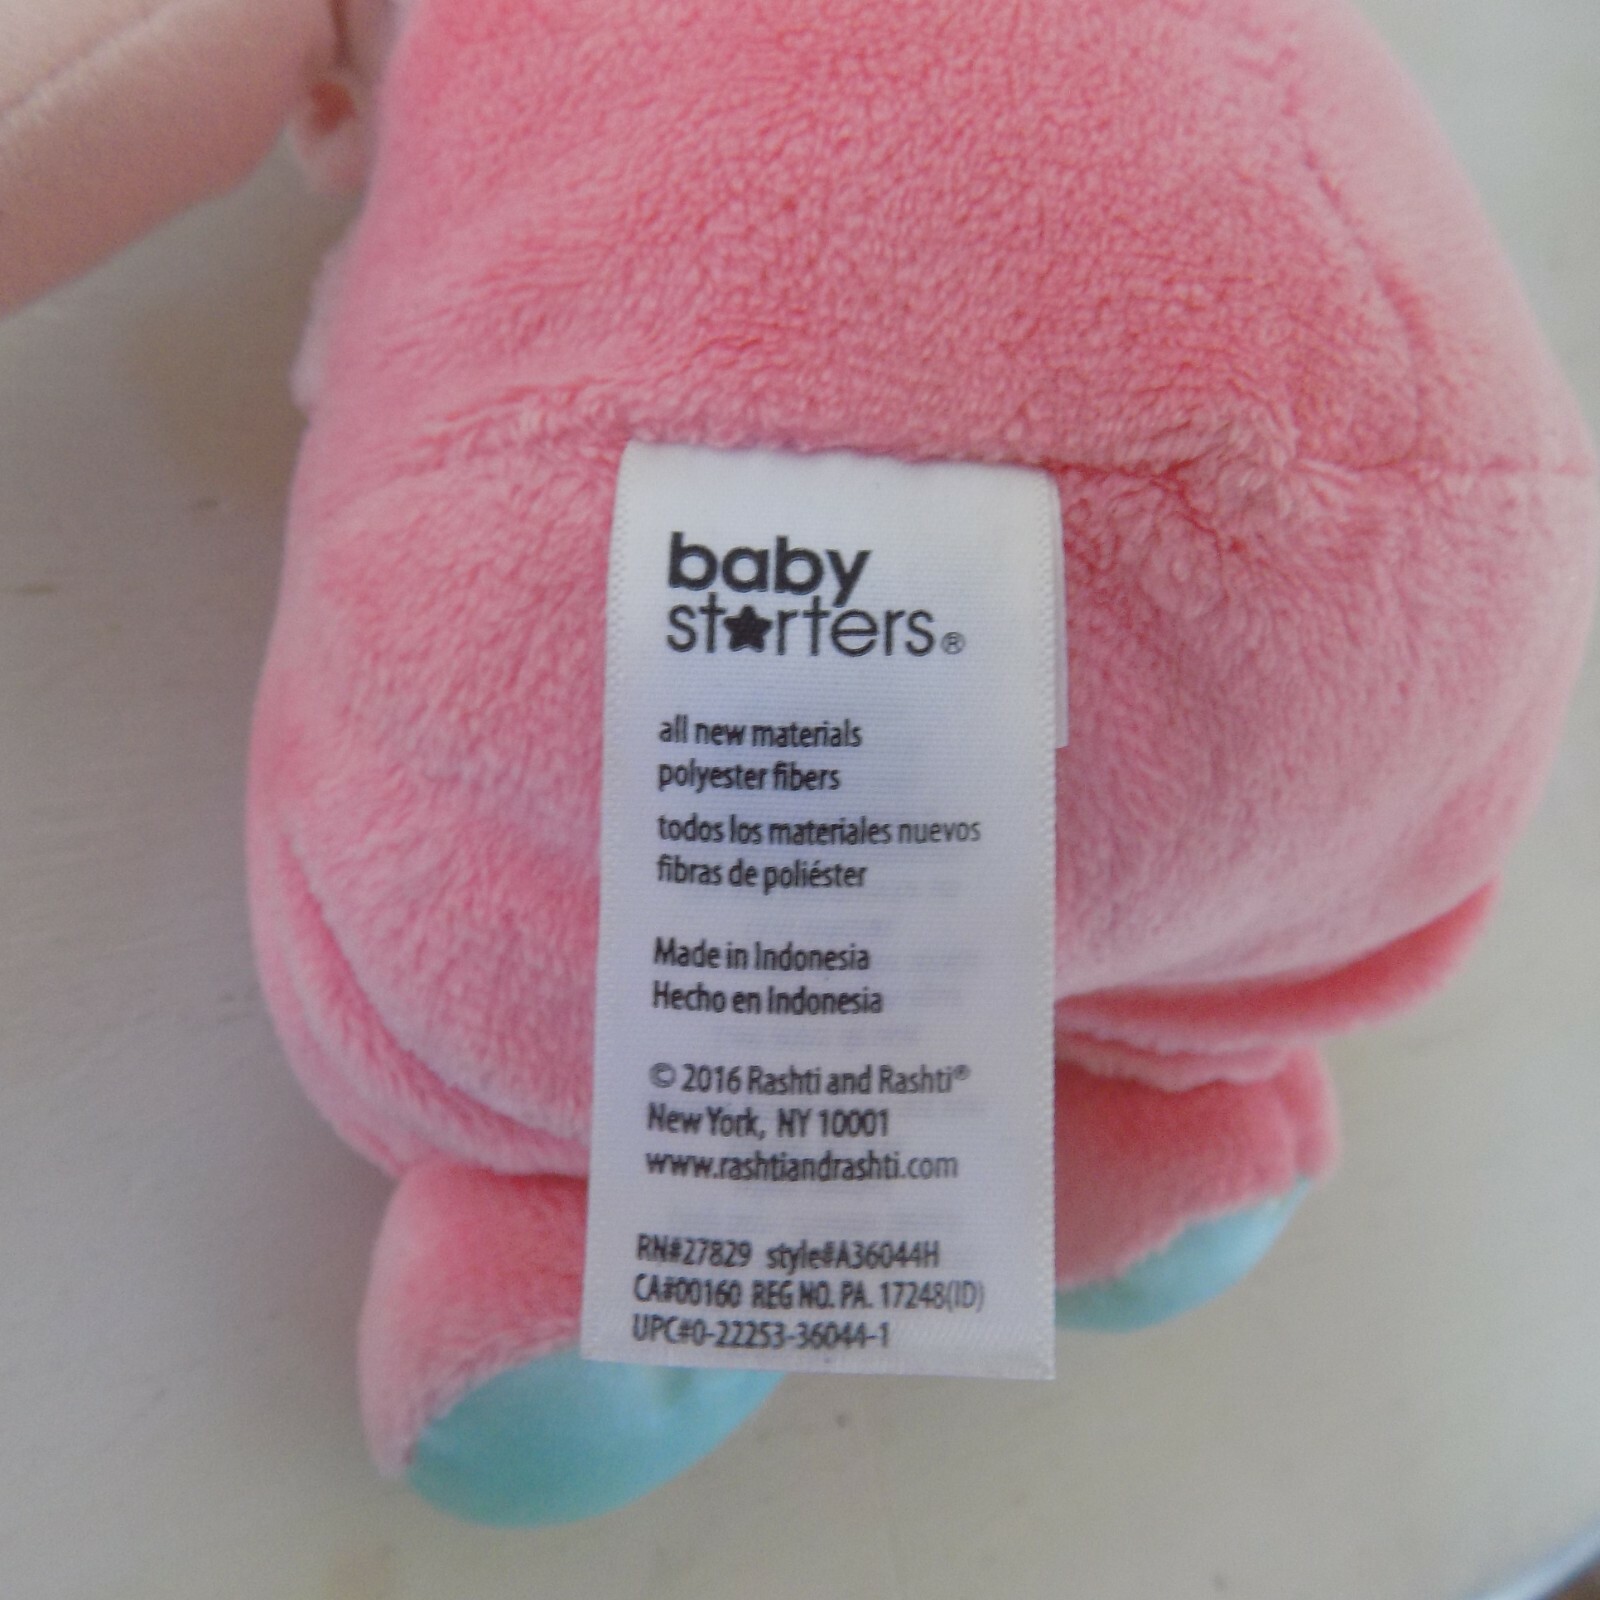 baby
starters®
all new materials
polyester fibers
todos los materiales nuevos
fibras de poliéster
Made in Indonesia
Hecho en Indonesia
© 2016 Rashti and Rashti®
New York, NY 10001
www.rashtiandrashti.com
RN#27829 style#A36044H
CA#00160 REG NO. PA. 17248(ID)
UPC#0-22253-36044-1